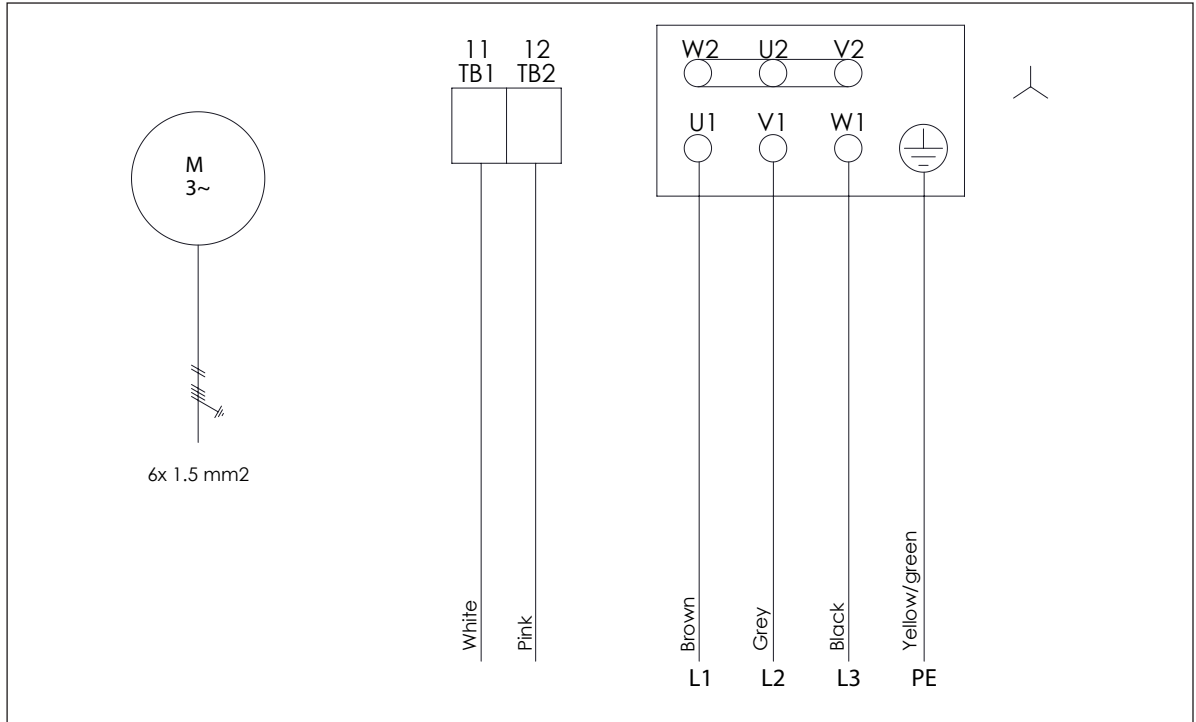 M
3~
6x 1.5 mm2
11 12
TB1 TB2
White Pink
W2 U2 V2
U1 V1 W1
Brown Grey Black Yellow/green
L1 L2 L3 PE